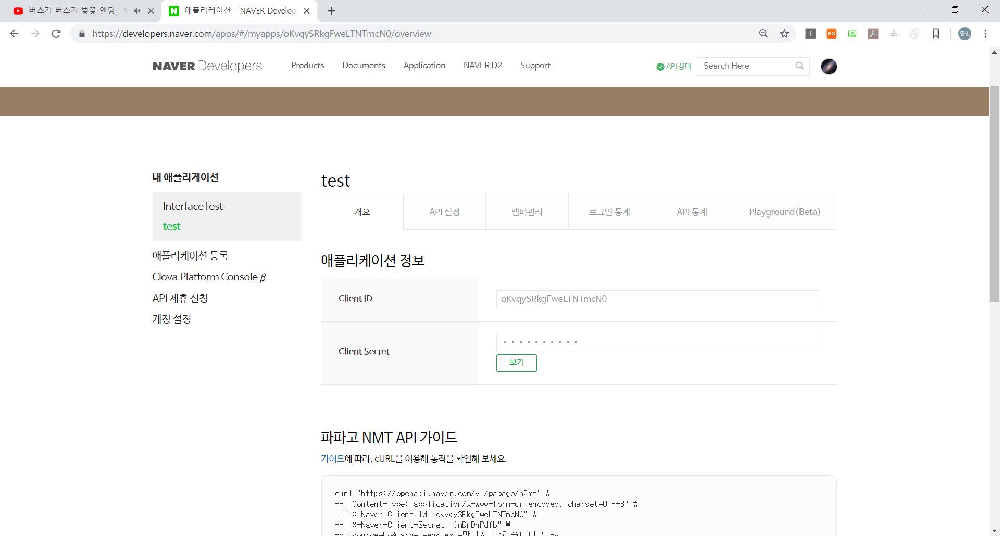 버스커 버스커 벚꽃 엔딩 - Y
애플리케이션 - NAVER Develop
https://developers.naver.com/apps/#/myapps/oKvqySRkgFweLTNTmcN0/overview
EX
동민
NAVER Developers
Products
Documents
Application
NAVER D2
Support
API 상태
Search Here
내 애플리케이션
InterfaceTest
test
애플리케이션 등록
Clova Platform Console β
API 제휴 신청
계정 설정
test
개요
API 설정
멤버관리
로그인 통계
API 통계
Playground(Beta)
애플리케이션 정보
Client ID
oKvqySRkgFweLTNTmcN0
Client Secret
••••••••••
보기
파파고 NMT API 가이드
가이드에 따라, cURL을 이용해 동작을 확인해 보세요.
curl "https://openapi.naver.com/v1/papago/n2mt" ₩
-H "Content-Type: application/x-www-form-urlencoded; charset=UTF-8" ₩
-H "X-Naver-Client-Id: oKvqySRkgFweLTNTmcN0" ₩
-H "X-Naver-Client-Secret: GmDnDnPdfb" ₩
-d "source=ko&target=en&text=만나서 반갑습니다." -v